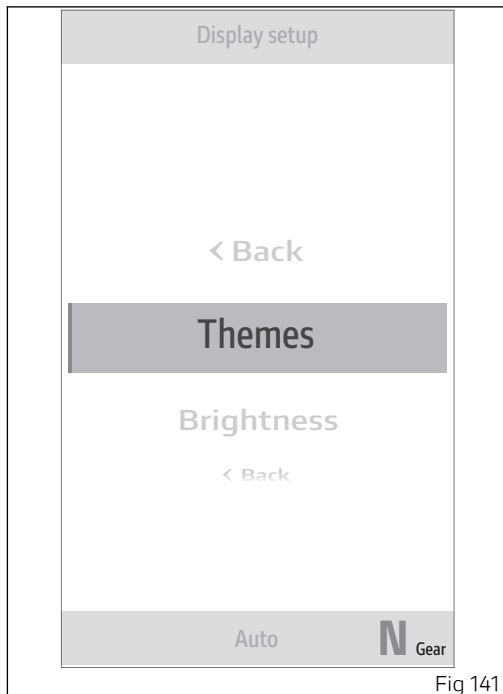 Display setup
< Back
Themes
Brightness
< Back
Auto
N Gear
Fig 141